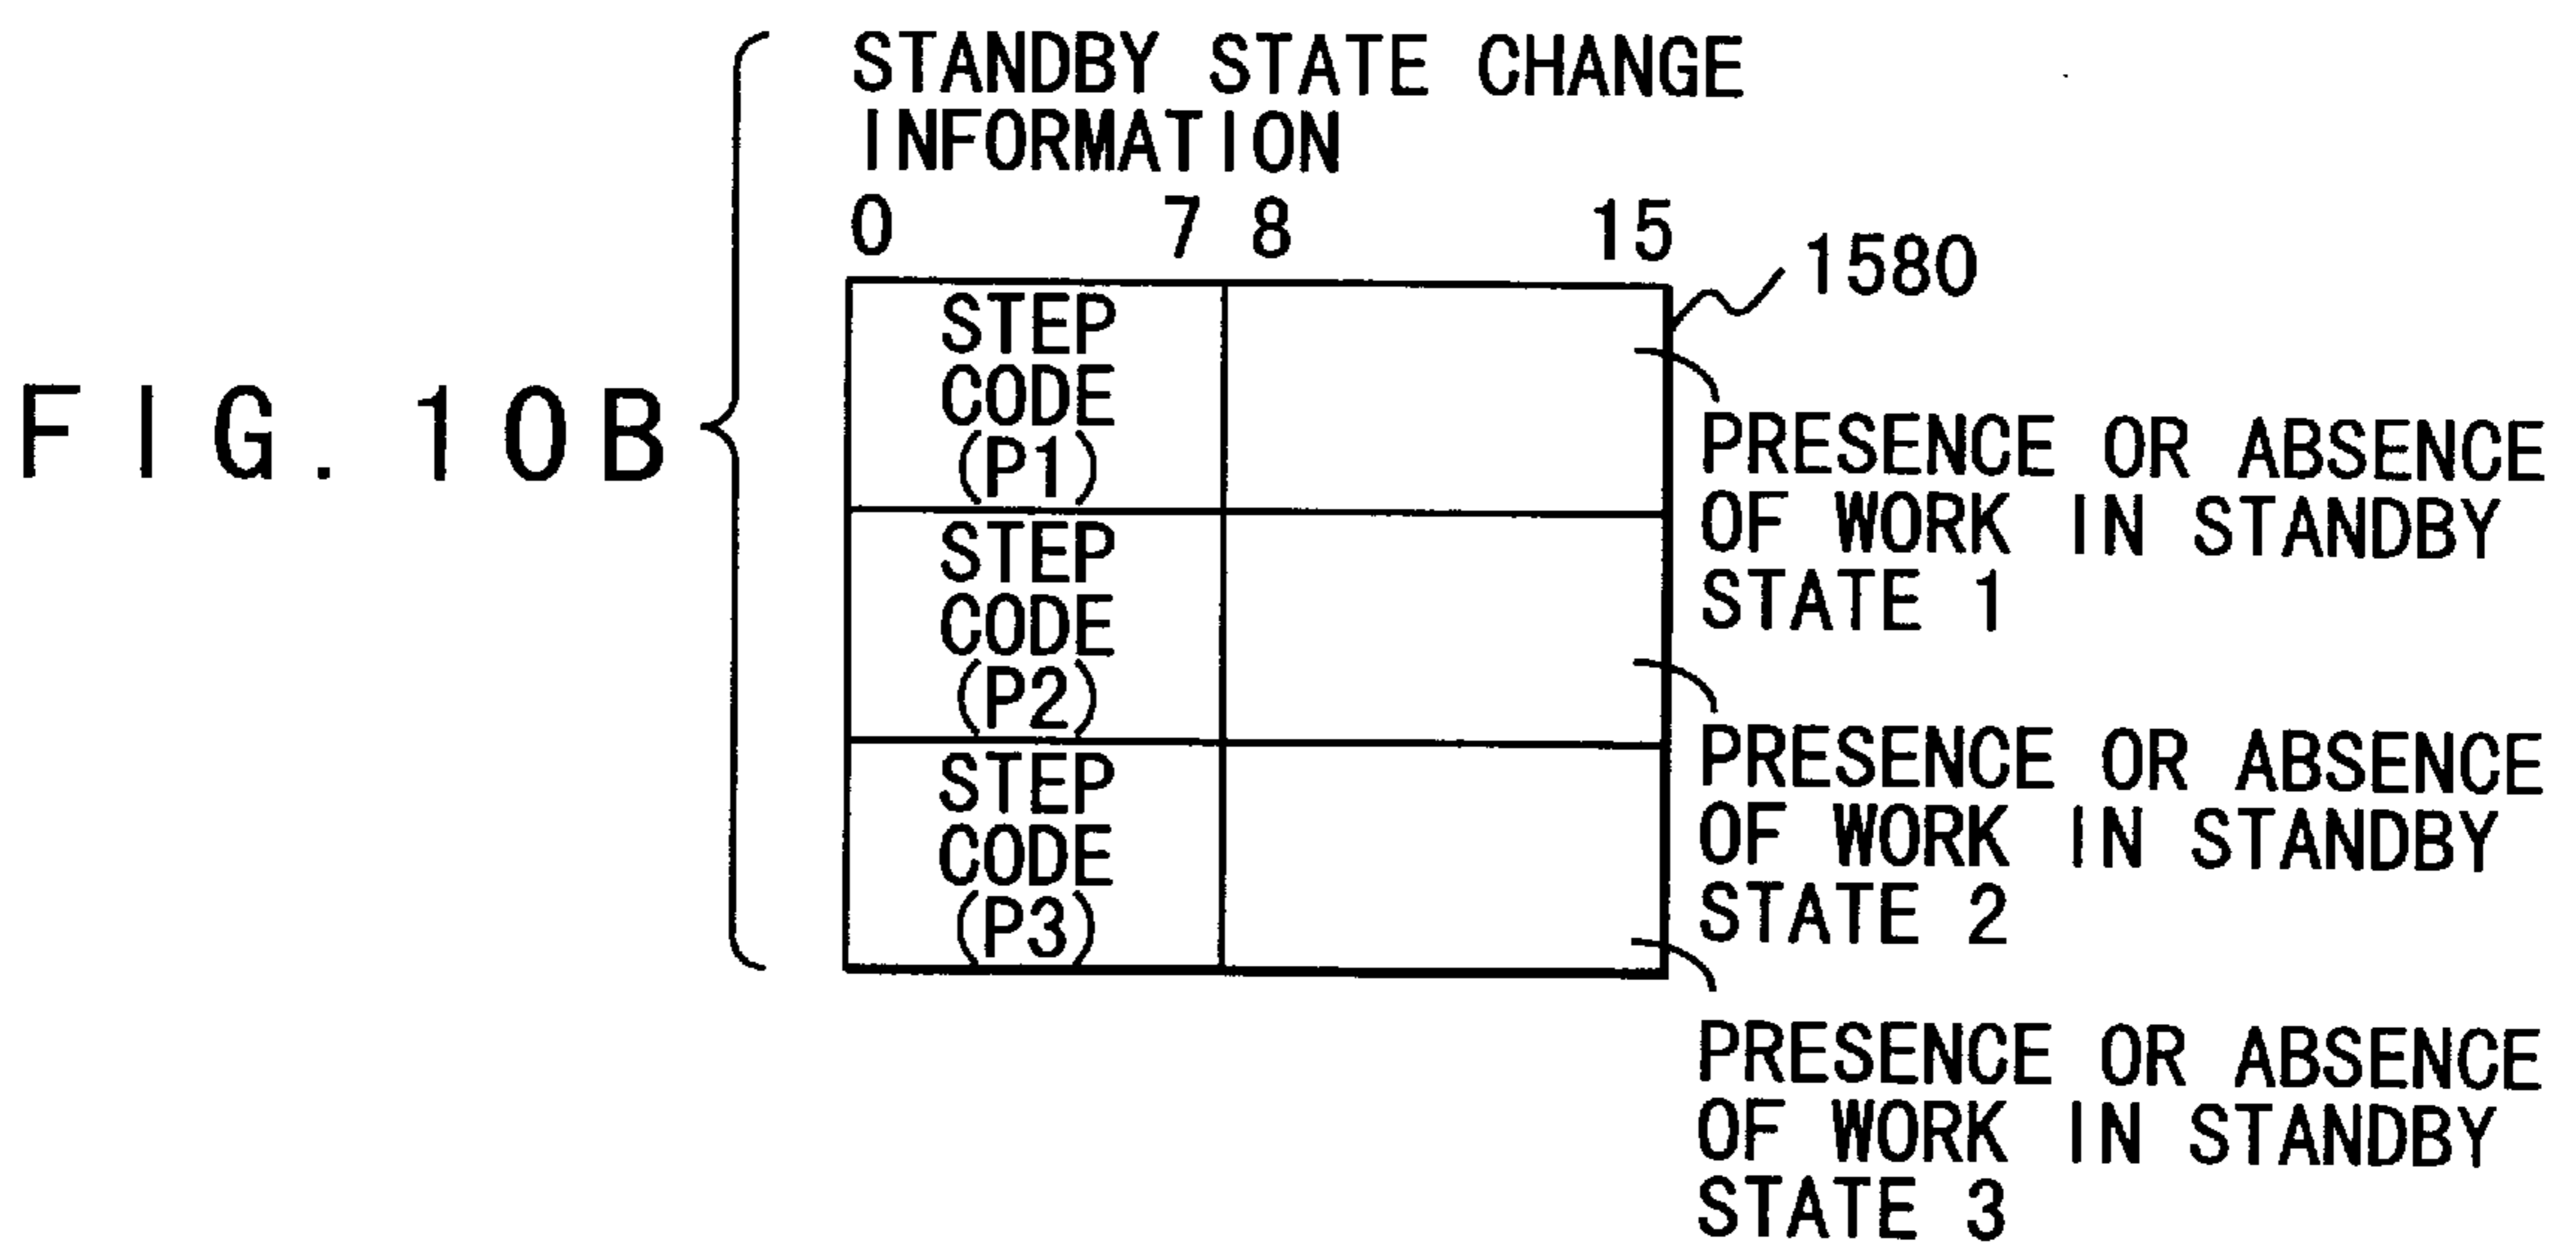 FIG. 10B
STANDBY STATE CHANGE
INFORMATION
0 7 8 15
1580
STEP
CODE
(P1)
PRESENCE OR ABSENCE
OF WORK IN STANDBY
STATE 1
STEP
CODE
(P2)
PRESENCE OR ABSENCE
OF WORK IN STANDBY
STATE 2
STEP
CODE
(P3)
PRESENCE OR ABSENCE
OF WORK IN STANDBY
STATE 3